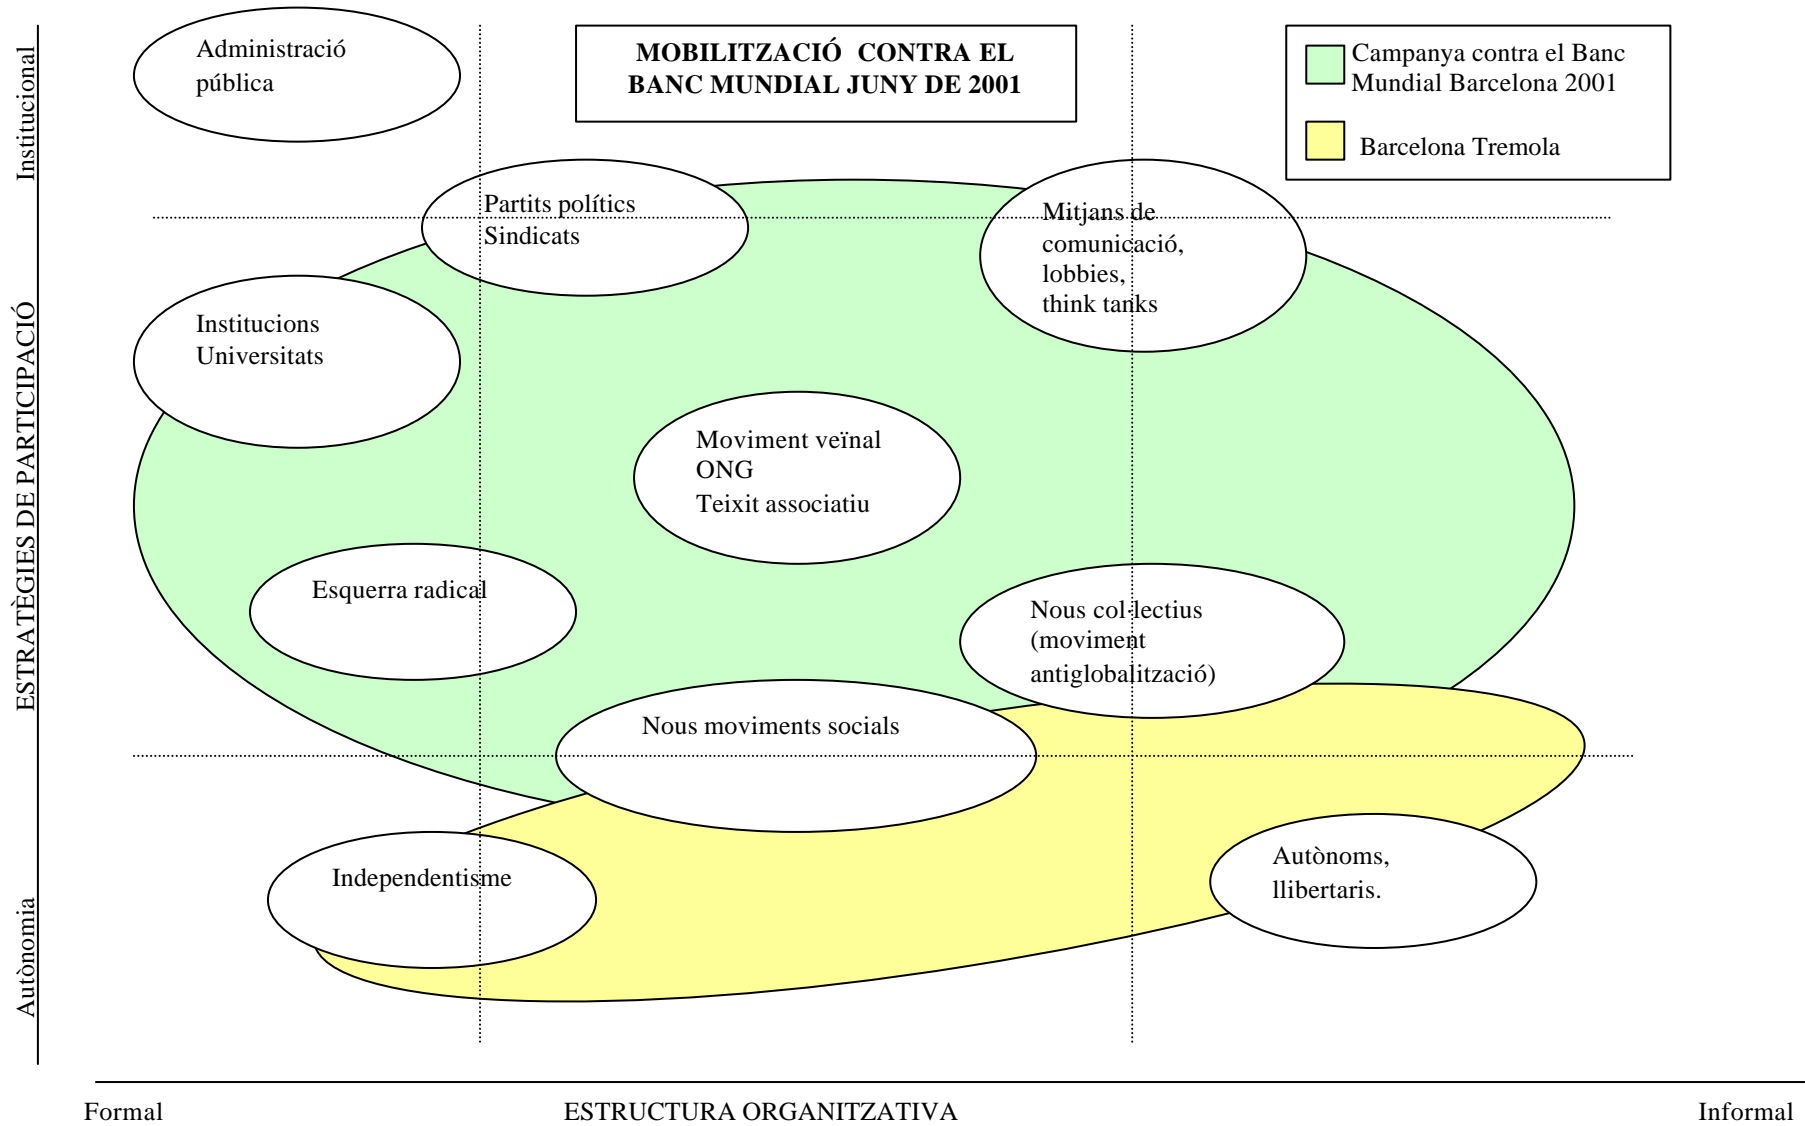 Administració
pública
MOBILITZACIÓ CONTRA EL
BANC MUNDIAL JUNY DE 2001
Campanya contra el Banc
Mundial Barcelona 2001
Barcelona Tremola
Institucional
ESTRATÈGIES DE PARTICIPACIÓ
Autònomia
Partits polítics
Sindicats
Mitjans de
comunicació,
lobbies,
think tanks
Institucions
Universitats
Moviment veïnal
ONG
Teixit associatiu
Esquerra radical
Nous col·lectius
(moviment
antiglobalització)
Nous moviments socials
Independentisme
Autònoms,
llibertaris.
Formal
ESTRUCTURA ORGANITZATIVA
Informal